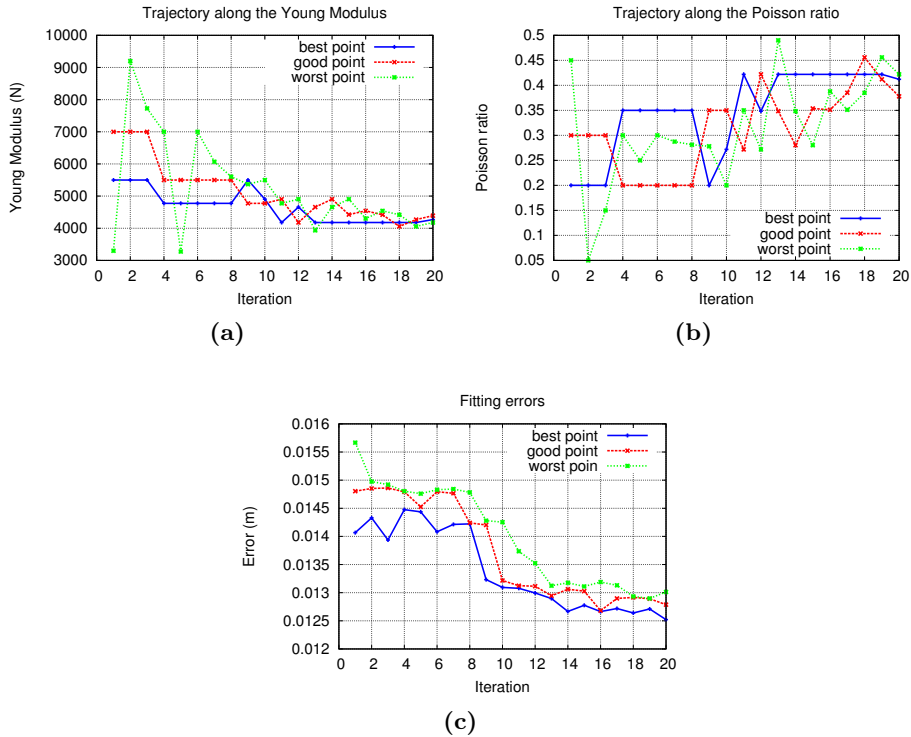 Trajectory along the Young Modulus
10000
9000
8000
7000
6000
5000
4000
3000
Young Modulus (N)
best point
good point
worst point
0 2 4 6 8 10 12 14 16 18 20
Iteration
(a)
Trajectory along the Poisson ratio
0.5
0.45
0.4
0.35
0.3
0.25
0.2
0.15
0.1
0.05
Poisson ratio
best point
good point
worst point
0 2 4 6 8 10 12 14 16 18 20
Iteration
(b)
Fitting errors
0.016
0.0155
0.015
0.0145
0.014
0.0135
0.013
0.0125
0.012
Error (m)
best point
good point
worst poin
0 2 4 6 8 10 12 14 16 18 20
Iteration
(c)